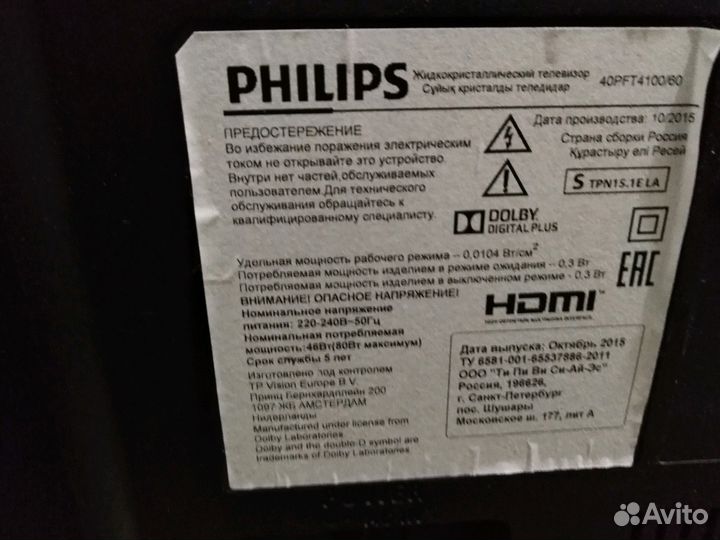 PHILIPS
Жидкокристаллический телевизор
Сұйық кристалды теледидар
40PFT4100/60
Дата производства: 10/2015
Страна сборки Россия
Құрастыру елі Ресей
ПРЕДОСТЕРЕЖЕНИЕ
Во избежание поражения электрическим
током не открывайте это устройство.
Внутри нет частей,обслуживаемых
пользователем.Для технического
обслуживания обращайтесь к
квалифицированному специалисту.
S TPN15.1E LA
DOLBY
DIGITAL PLUS
Удельная мощность рабочего режима – 0,0104 Вт/см2
Потребляемая мощность изделием в режиме ожидания – 0,3 Вт
Потребляемая мощность изделием в выключенном режиме - 0,3 Вт
ВНИМАНИЕ! ОПАСНОЕ НАПРЯЖЕНИЕ!
Номинальное напряжение
питания: 220-240В~50Гц
Номинальная потребляемая
мощность:46Вт(80Вт максимум)
Срок службы 5 лет
EAC
HDMI
HIGH-DEFINITION MULTIMEDIA INTERFACE
Изготовлено под контролем
TP Vision Europe B.V.
Принц Бернхардплейн 200
1097 ЖБ АМСТЕРДАМ
Нидерланды
Manufactured under license from
Dolby Laboratories.
Dolby and the double-D symbol are
trademarks of Dolby Laboratories.
Дата выпуска: Октябрь 2015
ТУ 6581-001-65537886-2011
ООО "Ти Пи Ви Си-Ай-Эс"
Россия, 196626,
г. Санкт-Петербург
пос. Шушары
Московское ш. 177, лит А
Avito